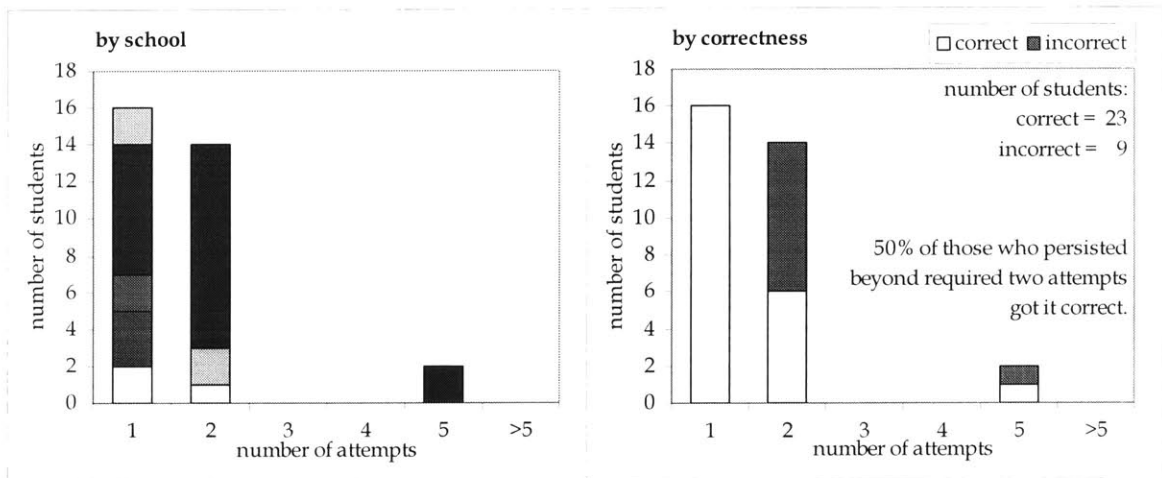 by school
number of students
18
16
14
12
10
8
6
4
2
0
1 2 3 4 5 >5
number of attempts
by correctness
correct incorrect
number of students
18
16
14
12
10
8
6
4
2
0
number of students:
correct = 23
incorrect = 9
50% of those who persisted
beyond required two attempts
got it correct.
1 2 3 4 5 >5
number of attempts